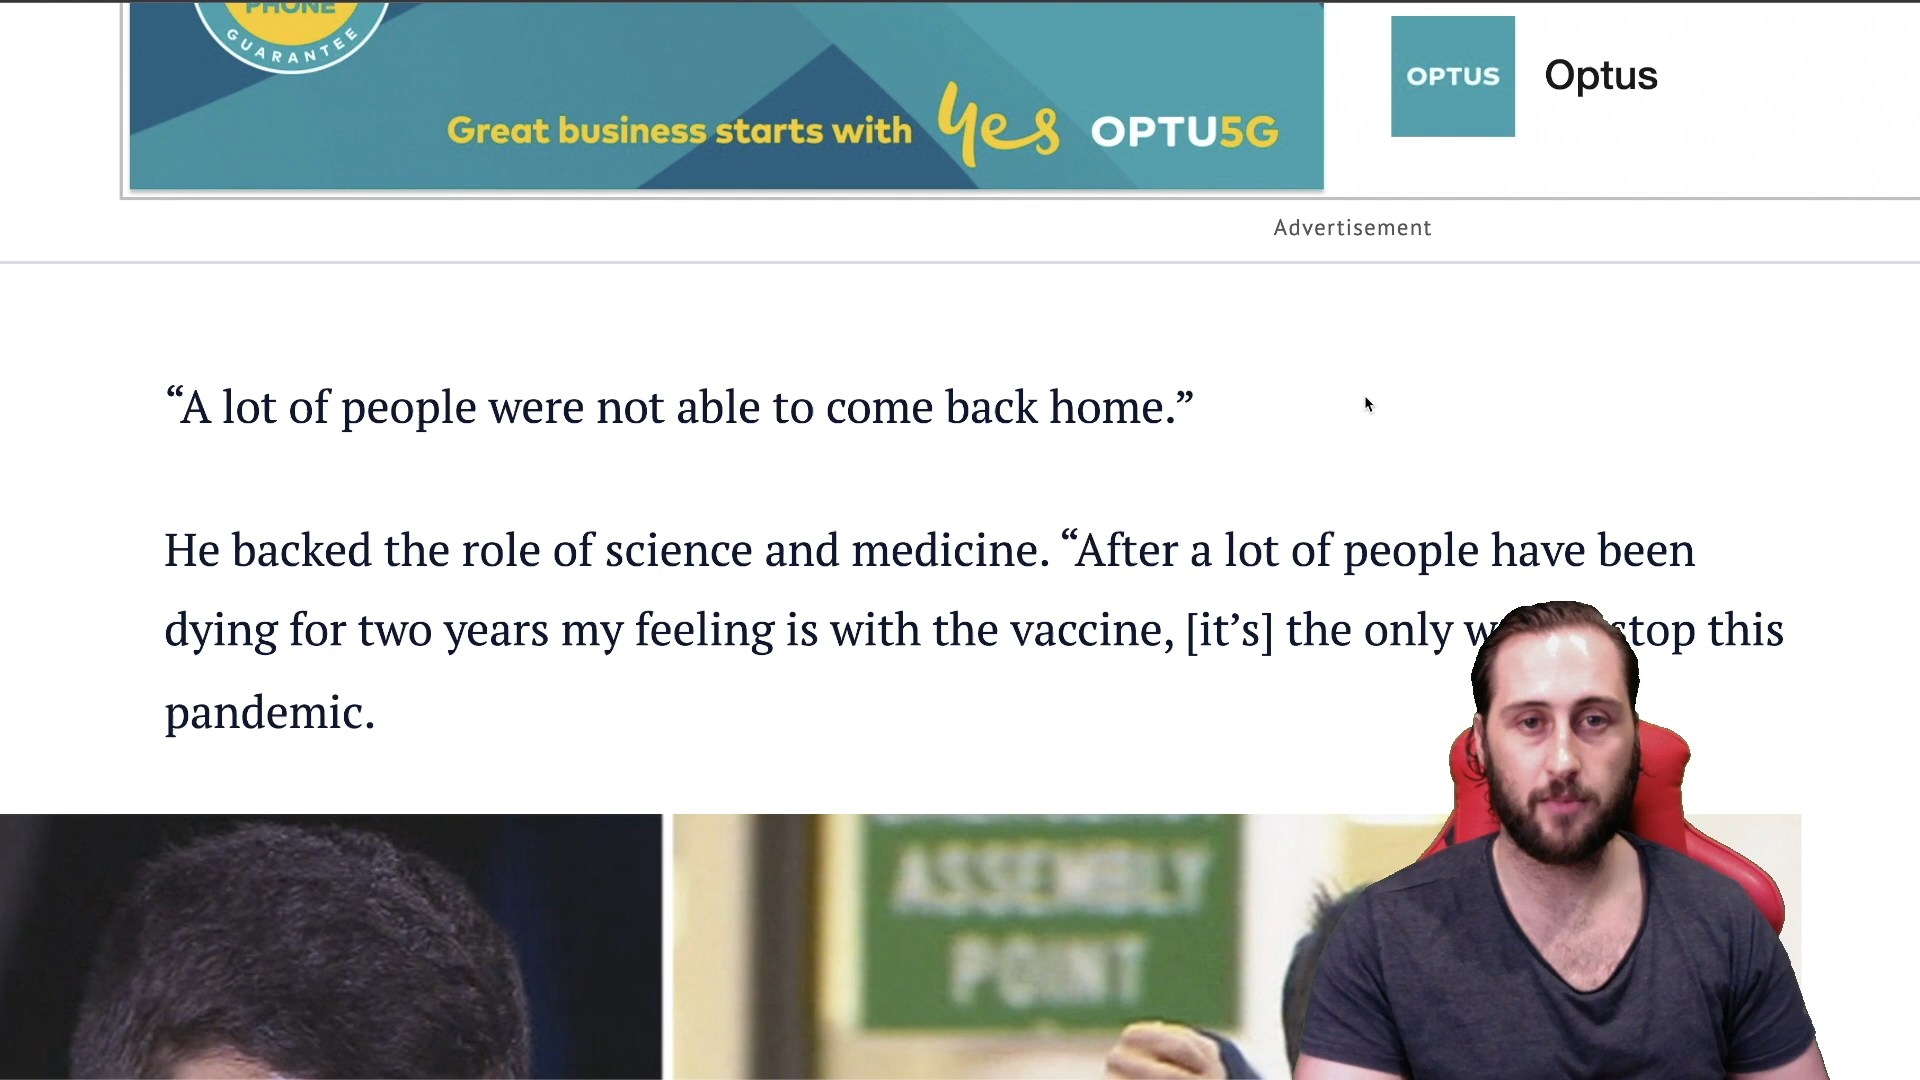 PHONE
GUARANTEE
Great business starts with yes OPTU5G
OPTUS
Optus
Advertisement
“A lot of people were not able to come back home.”
He backed the role of science and medicine. “After a lot of people have been
dying for two years my feeling is with the vaccine, [it’s] the only stop this
pandemic.
ASSEMBLY
POINT